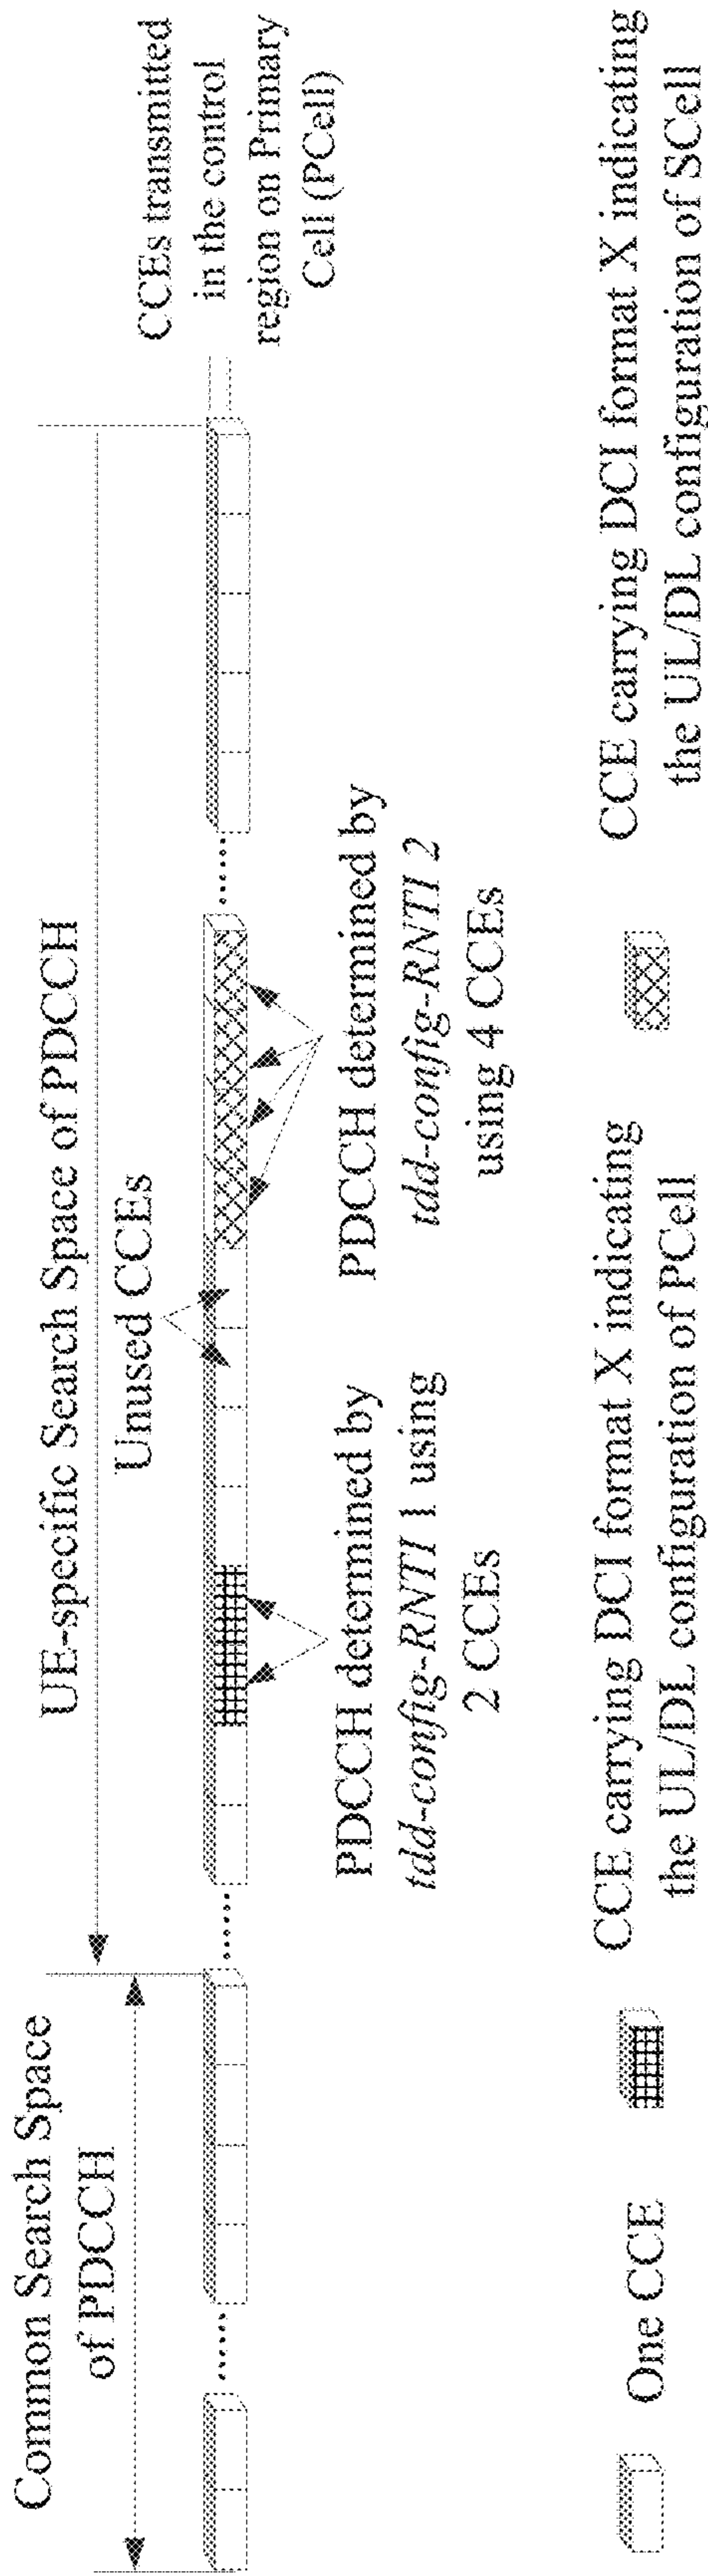 Common Search Space
of PDCCH
UE-specific Search Space of PDCCH
Unused CCEs
CCEs transmitted
in the control
region on Primary
Cell (PCell)
......
......
......
PDCCH determined by
tdd-config-RNTI 1 using
2 CCEs
PDCCH determined by
tdd-config-RNTI 2
using 4 CCEs
One CCE
CCE carrying DCI format X indicating
the UL/DL configuration of PCell
CCE carrying DCI format X indicating
the UL/DL configuration of SCell